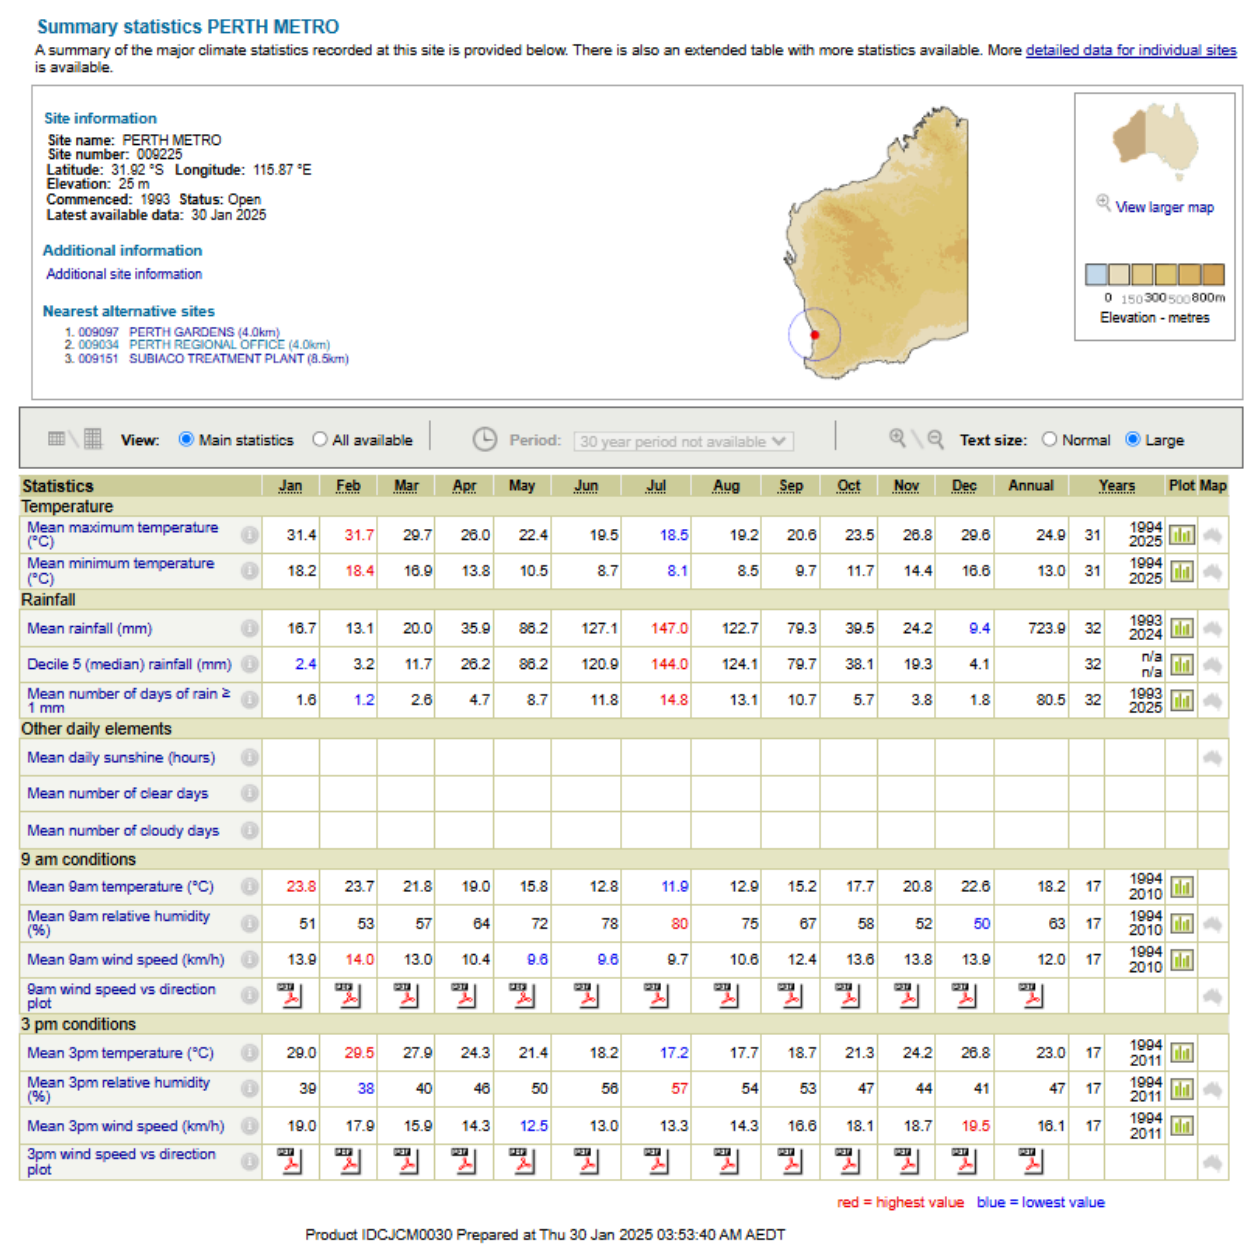 Summary statistics PERTH METRO
A summary of the major climate statistics recorded at this site is provided below. There is also an extended table with more statistics available. More detailed data for individual sites
is available.
Site information
Site name: PERTH METRO
Site number: 009225
Latitude: 31.92 °S Longitude: 115.87 °E
Elevation: 25 m
Commenced: 1993 Status: Open
Latest available data: 30 Jan 2025
Additional information
Additional site information
Nearest alternative sites
1. 009097 PERTH GARDENS (4.0km)
2. 009034 PERTH REGIONAL OFFICE (4.0km)
3. 009151 SUBIACO TREATMENT PLANT (8.5km)
View larger map
0 150 300 500 800m
Elevation - metres
View: Main statistics All available Period: 30 year period not available Text size: Normal Large
Statistics Jan Feb Mar Apr May Jun Jul Aug Sep Oct Nov Dec Annual Years Plot Map
Temperature
Mean maximum temperature (°C) 31.4 31.7 29.7 26.0 22.4 19.5 18.5 19.2 20.6 23.5 26.8 29.6 24.9 31 1994 2025
Mean minimum temperature (°C) 18.2 18.4 16.9 13.8 10.5 8.7 8.1 8.5 9.7 11.7 14.4 16.6 13.0 31 1994 2025
Rainfall
Mean rainfall (mm) 16.7 13.1 20.0 35.9 86.2 127.1 147.0 122.7 79.3 39.5 24.2 9.4 723.9 32 1993 2024
Decile 5 (median) rainfall (mm) 2.4 3.2 11.7 26.2 86.2 120.9 144.0 124.1 79.7 38.1 19.3 4.1 32 n/a n/a
Mean number of days of rain ≥ 1 mm 1.6 1.2 2.6 4.7 8.7 11.8 14.8 13.1 10.7 5.7 3.8 1.8 80.5 32 1993 2025
Other daily elements
Mean daily sunshine (hours)
Mean number of clear days
Mean number of cloudy days
9 am conditions
Mean 9am temperature (°C) 23.8 23.7 21.8 19.0 15.8 12.8 11.9 12.9 15.2 17.7 20.8 22.6 18.2 17 1994 2010
Mean 9am relative humidity (%) 51 53 57 64 72 78 80 75 67 58 52 50 63 17 1994 2010
Mean 9am wind speed (km/h) 13.9 14.0 13.0 10.4 9.6 9.6 9.7 10.6 12.4 13.6 13.8 13.9 12.0 17 1994 2010
9am wind speed vs direction plot
3 pm conditions
Mean 3pm temperature (°C) 29.0 29.5 27.9 24.3 21.4 18.2 17.2 17.7 18.7 21.3 24.2 26.8 23.0 17 1994 2011
Mean 3pm relative humidity (%) 39 38 40 46 50 56 57 54 53 47 44 41 47 17 1994 2011
Mean 3pm wind speed (km/h) 19.0 17.9 15.9 14.3 12.5 13.0 13.3 14.3 16.6 18.1 18.7 19.5 16.1 17 1994 2011
3pm wind speed vs direction plot
red = highest value blue = lowest value
Product IDCJCM0030 Prepared at Thu 30 Jan 2025 03:53:40 AM AEDT